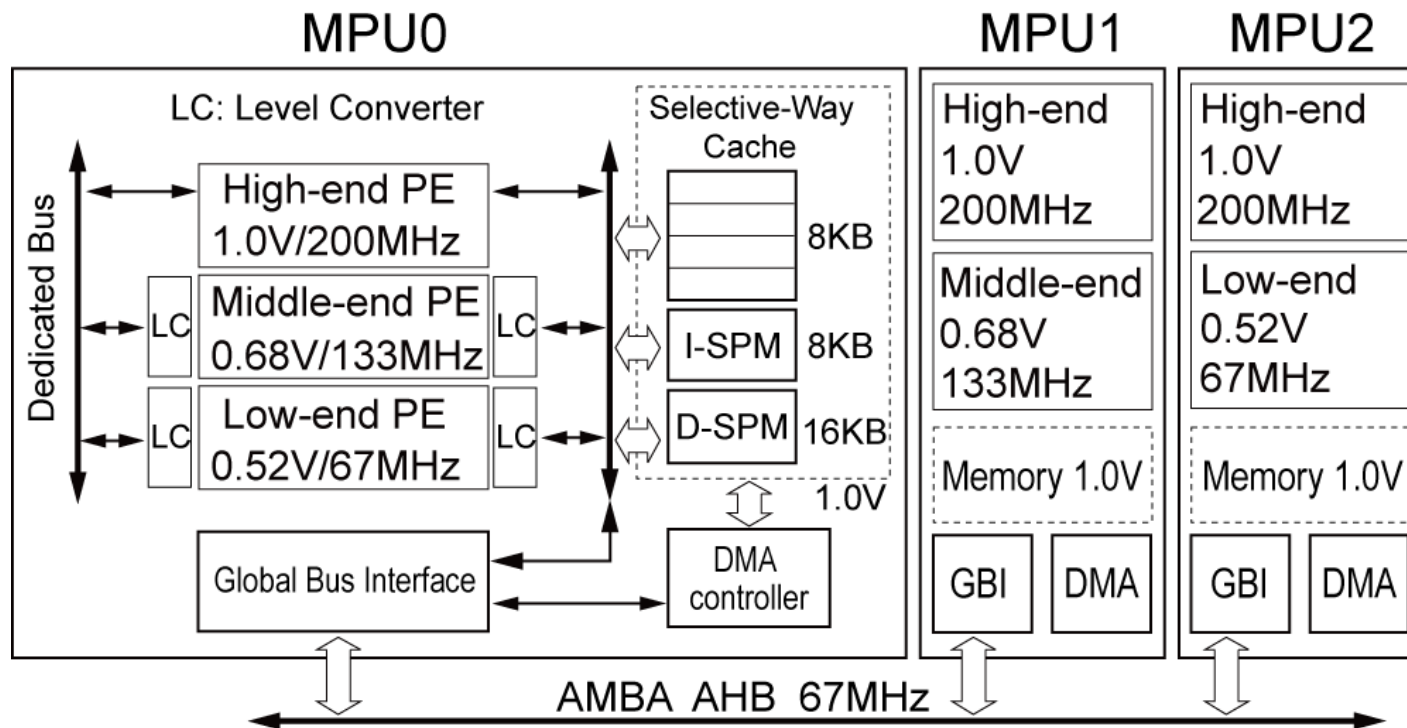 MPU0
MPU1
MPU2
LC: Level Converter
Dedicated Bus
High-end PE
1.0V/200MHz
LC
Middle-end PE
0.68V/133MHz
LC
LC
Low-end PE
0.52V/67MHz
LC
Selective-Way
Cache
8KB
I-SPM
8KB
D-SPM
16KB
1.0V
Global Bus Interface
DMA
controller
High-end
1.0V
200MHz
Middle-end
0.68V
133MHz
Memory 1.0V
GBI
DMA
High-end
1.0V
200MHz
Low-end
0.52V
67MHz
Memory 1.0V
GBI
DMA
AMBA AHB 67MHz